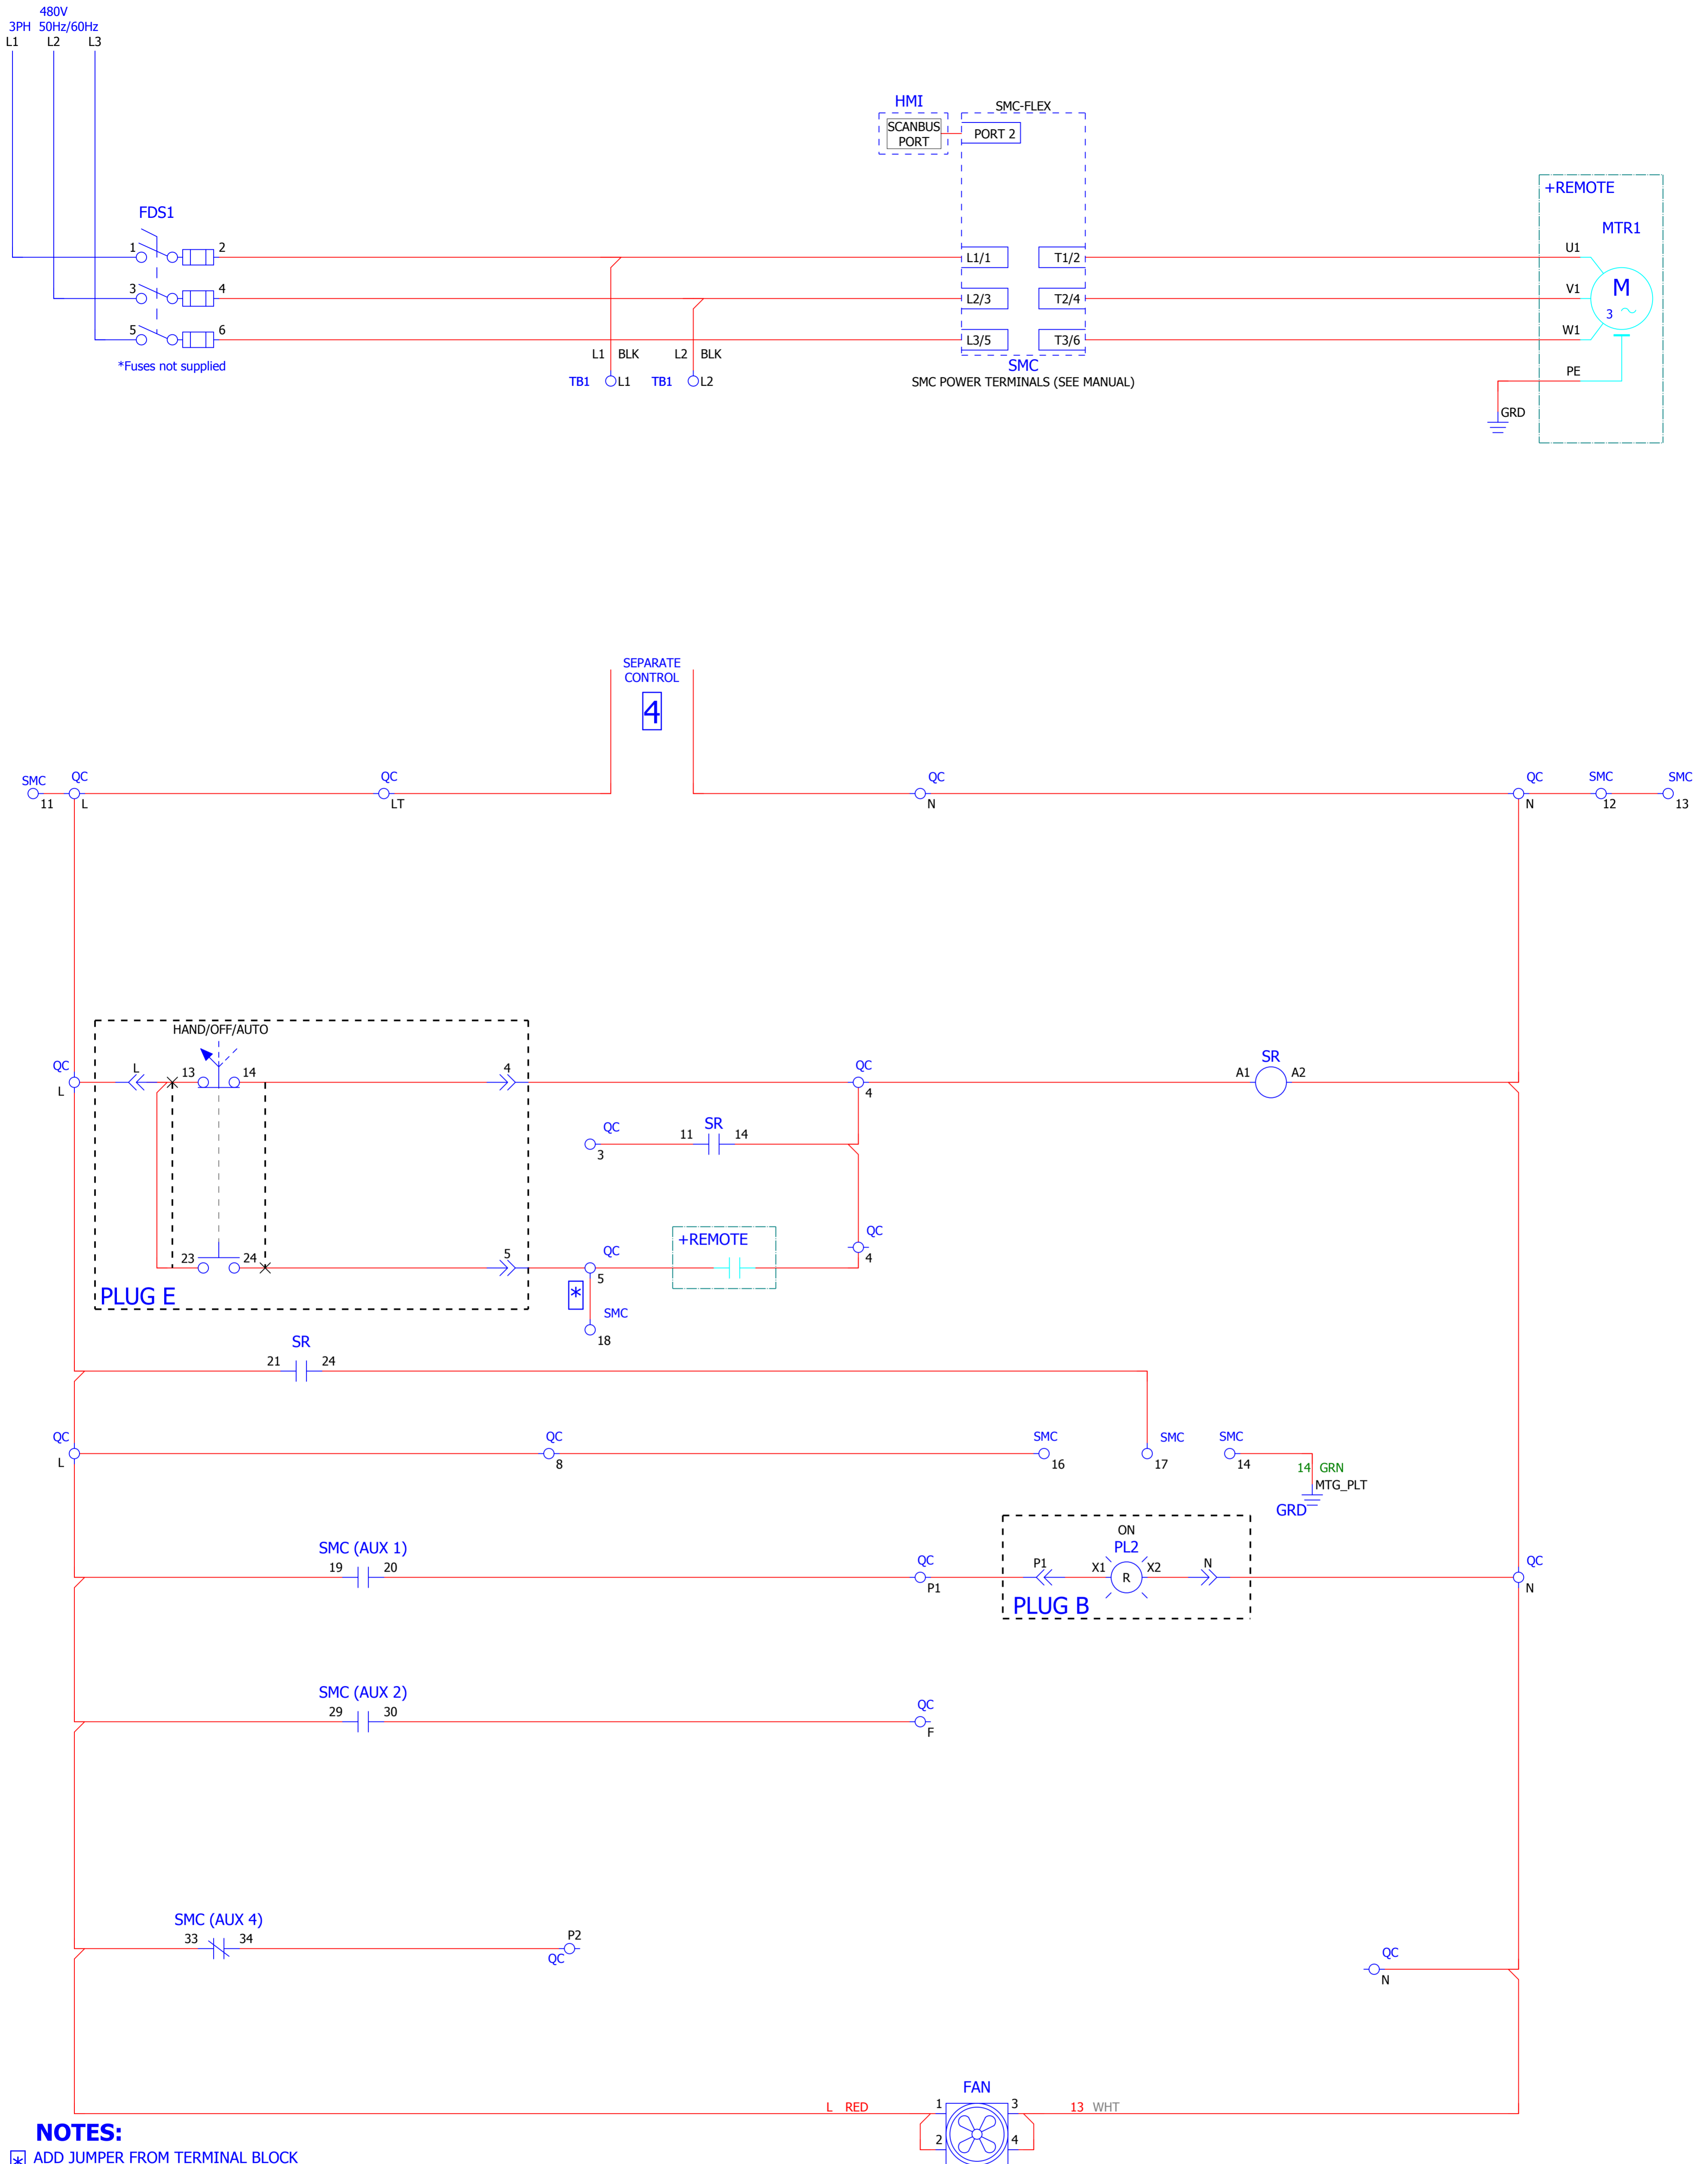 480V
3PH 50Hz/60Hz
L1 L2 L3
HMI
SCANBUS
PORT
SMC-FLEX
PORT 2
+REMOTE
MTR1
FDS1
1 2
3 4
5 6
*Fuses not supplied
L1/1 T1/2
L2/3 T2/4
L3/5 T3/6
U1
V1
W1
M
3
PE
GRD
L1 BLK L2 BLK
TB1 L1 TB1 L2
SMC
SMC POWER TERMINALS (SEE MANUAL)
SEPARATE
CONTROL
4
SMC QC QC QC QC SMC SMC
11 L LT N N 12 13
HAND/OFF/AUTO
QC L 13 14 4 QC SR
L 4 A1 A2
QC 11 SR 14
3
23 24 5 QC +REMOTE QC
5 4
PLUG E
*
SMC
18
SR
21 24
QC QC SMC SMC SMC
L 8 16 17 14
14 GRN
MTG_PLT
GRD
SMC (AUX 1)
19 20
QC
P1
ON
PL2
P1 X1 R X2 N
PLUG B
QC
N
SMC (AUX 2)
29 30
QC
F
SMC (AUX 4)
33 34
P2
QC
QC
N
FAN
L RED 1 3 13 WHT
2 4
NOTES:
* ADD JUMPER FROM TERMINAL BLOCK